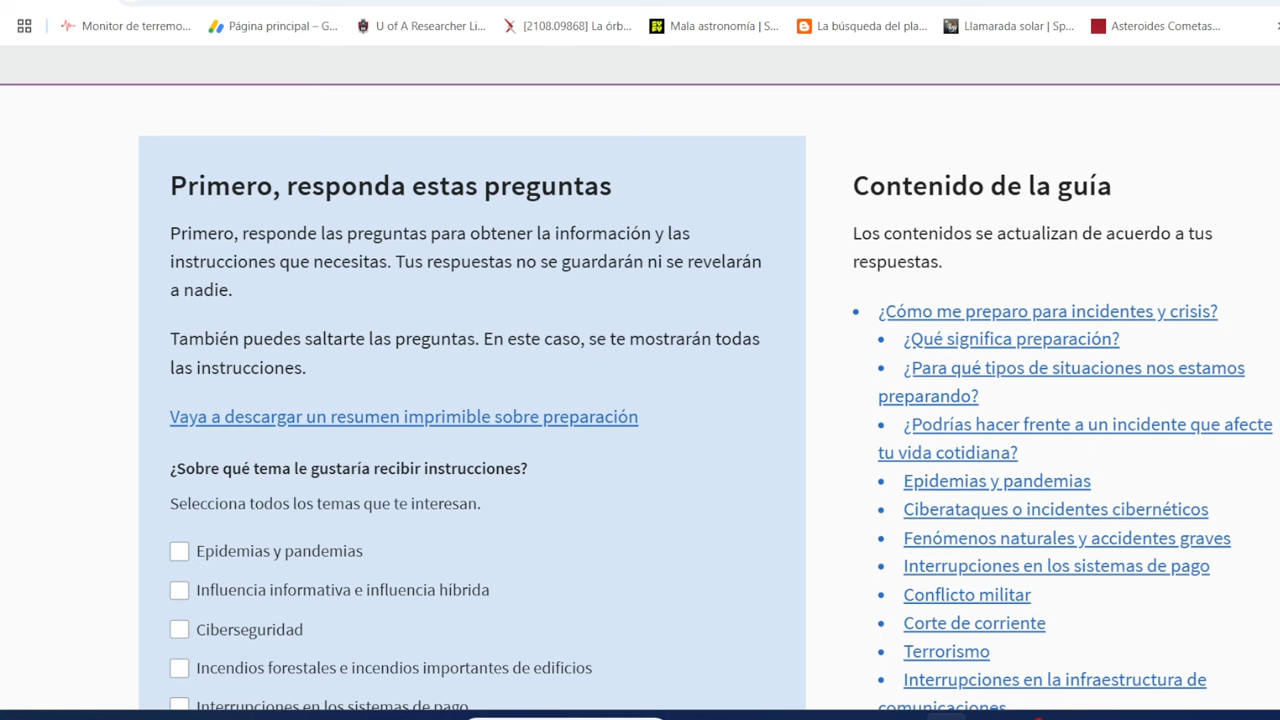 Monitor de terremo...
Página principal – G...
U of A Researcher Li...
[2108.09868] La órb...
Mala astronomía | S...
La búsqueda del pla...
Llamarada solar | Sp...
Asteroides Cometas...
Primero, responda estas preguntas
Primero, responde las preguntas para obtener la información y las
instrucciones que necesitas. Tus respuestas no se guardarán ni se revelarán
a nadie.
También puedes saltarte las preguntas. En este caso, se te mostrarán todas
las instrucciones.
Vaya a descargar un resumen imprimible sobre preparación
¿Sobre qué tema le gustaría recibir instrucciones?
Selecciona todos los temas que te interesan.
Epidemias y pandemias
Influencia informativa e influencia híbrida
Ciberseguridad
Incendios forestales e incendios importantes de edificios
Interrupciones en los sistemas de pago
Contenido de la guía
Los contenidos se actualizan de acuerdo a tus
respuestas.
¿Cómo me preparo para incidentes y crisis?
¿Qué significa preparación?
¿Para qué tipos de situaciones nos estamos
preparando?
¿Podrías hacer frente a un incidente que afecte
tu vida cotidiana?
Epidemias y pandemias
Ciberataques o incidentes cibernéticos
Fenómenos naturales y accidentes graves
Interrupciones en los sistemas de pago
Conflicto militar
Corte de corriente
Terrorismo
Interrupciones en la infraestructura de
comunicaciones